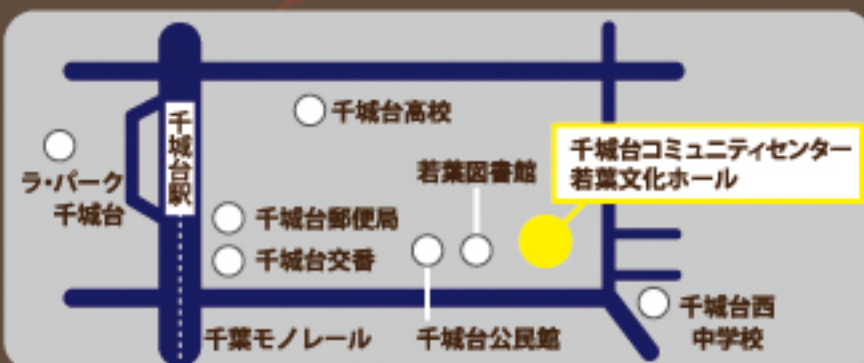 千城台駅
ラ・パーク
千城台
千城台高校
若葉図書館
千城台コミュニティセンター
若葉文化ホール
千城台郵便局
千城台交番
千葉モノレール
千城台公民館
千城台西
中学校